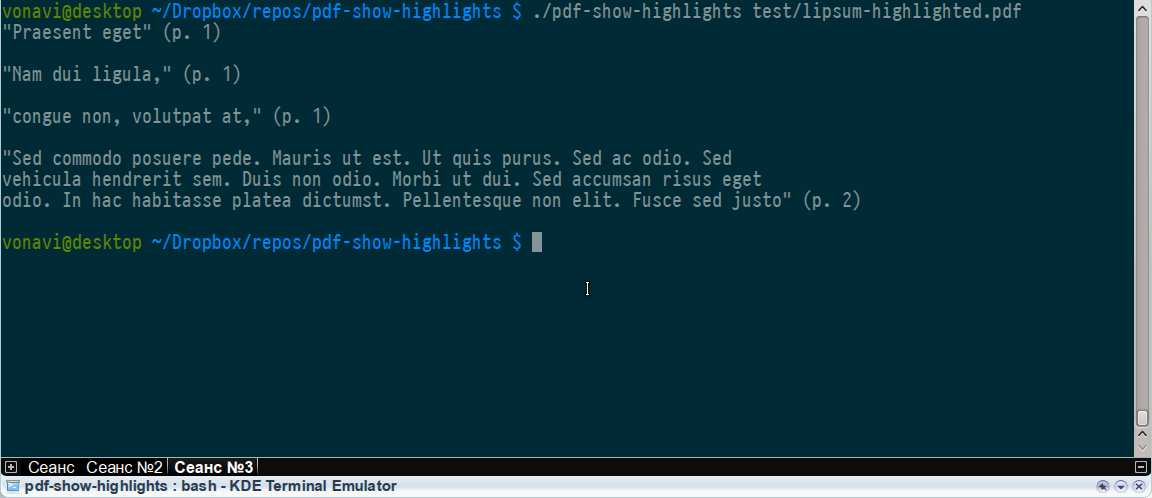 vonavi@desktop ~/Dropbox/repos/pdf-show-highlights $ ./pdf-show-highlights test/lipsum-highlighted.pdf
"Praesent eget" (p. 1)
"Nam dui ligula," (p. 1)
"congue non, volutpat at," (p. 1)
"Sed commodo posuere pede. Mauris ut est. Ut quis purus. Sed ac odio. Sed
vehicula hendrerit sem. Duis non odio. Morbi ut dui. Sed accumsan risus eget
odio. In hac habitasse platea dictumst. Pellentesque non elit. Fusce sed justo" (p. 2)
vonavi@desktop ~/Dropbox/repos/pdf-show-highlights $
Сеанс Сеанс №2 Сеанс №3
pdf-show-highlights : bash - KDE Terminal Emulator